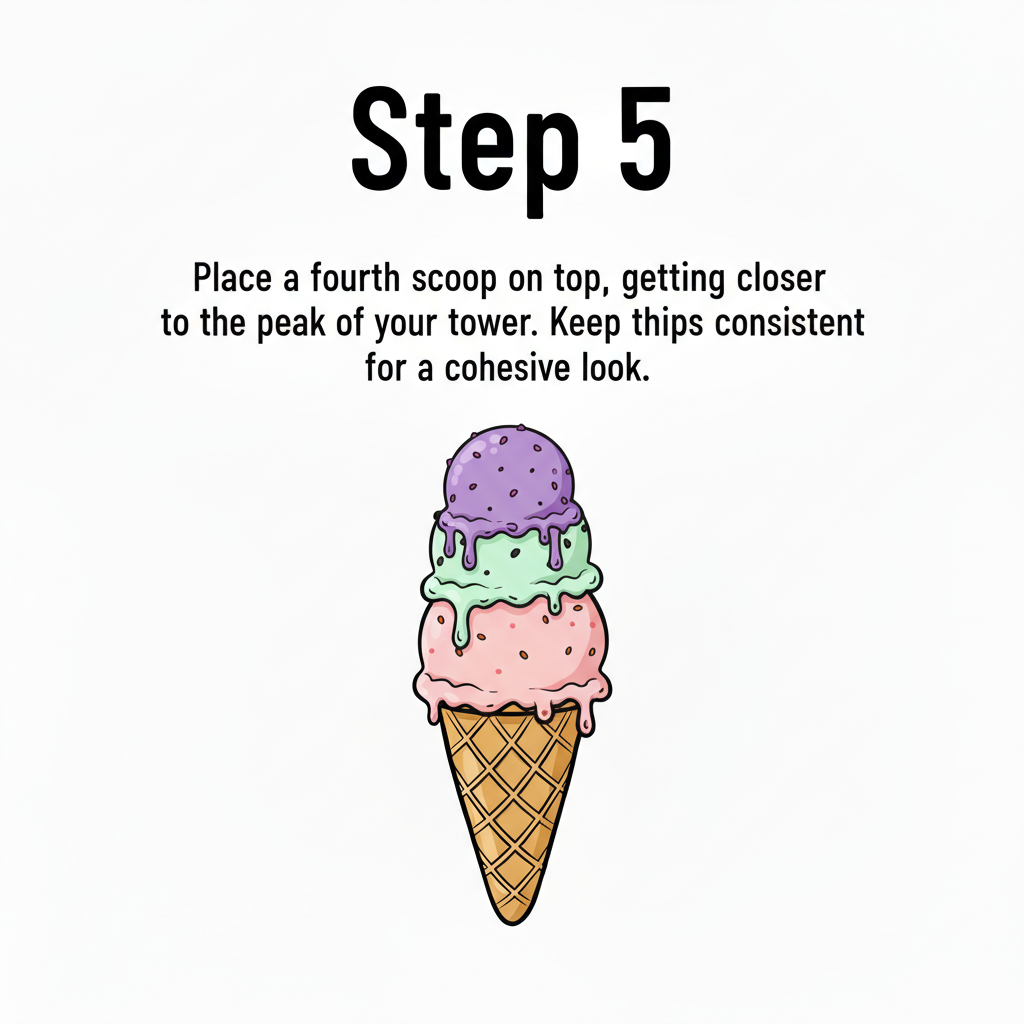 Step 5
Place a fourth scoop on top, getting closer
to the peak of your tower. Keep thips consistent
for a cohesive look.